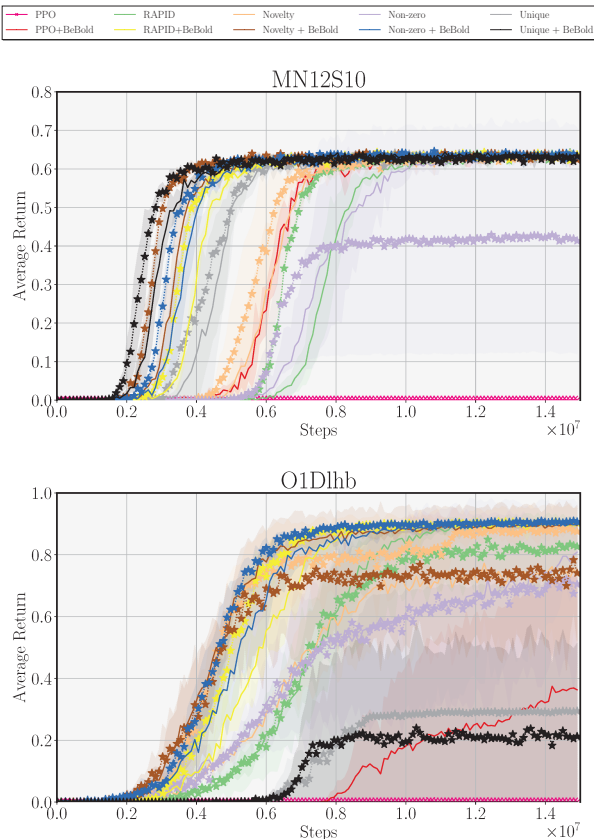 PPO RAPID Novelty Non-zero Unique
PPO+BeBold RAPID+BeBold Novelty + BeBold Non-zero + BeBold Unique + BeBold
MN12S10
0.8
0.7
0.6
0.5
0.4
0.3
0.2
0.1
0.0
Average Return
0.0 0.2 0.4 0.6 0.8 1.0 1.2 1.4
Steps
×10⁷
O1Dlhb
1.0
0.8
0.6
0.4
0.2
0.0
Average Return
0.0 0.2 0.4 0.6 0.8 1.0 1.2 1.4
Steps
×10⁷